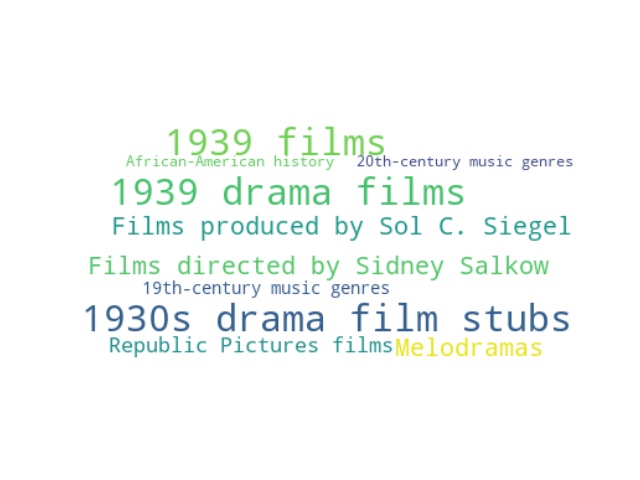 1939 films
African-American history
20th-century music genres
1939 drama films
Films produced by Sol C. Siegel
Films directed by Sidney Salkow
19th-century music genres
1930s drama film stubs
Republic Pictures films
Melodramas